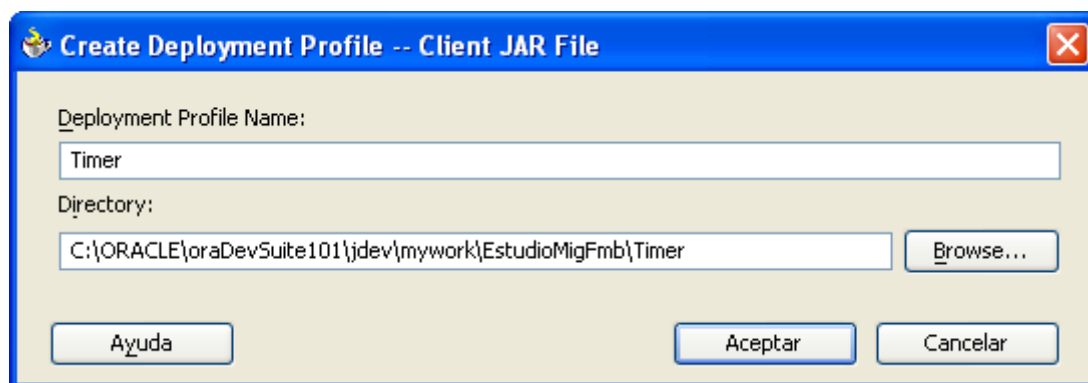 Create Deployment Profile -- Client JAR File
Deployment Profile Name:
Timer
Directory:
C:\ORACLE\oraDevSuite101\jdev\mywork\EstudioMigFmb\Timer
Browse...
Ayuda
Aceptar
Cancelar